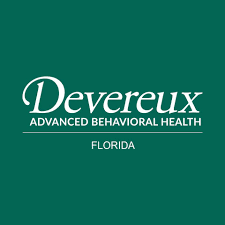 Devereux
ADVANCED BEHAVIORAL HEALTH
FLORIDA